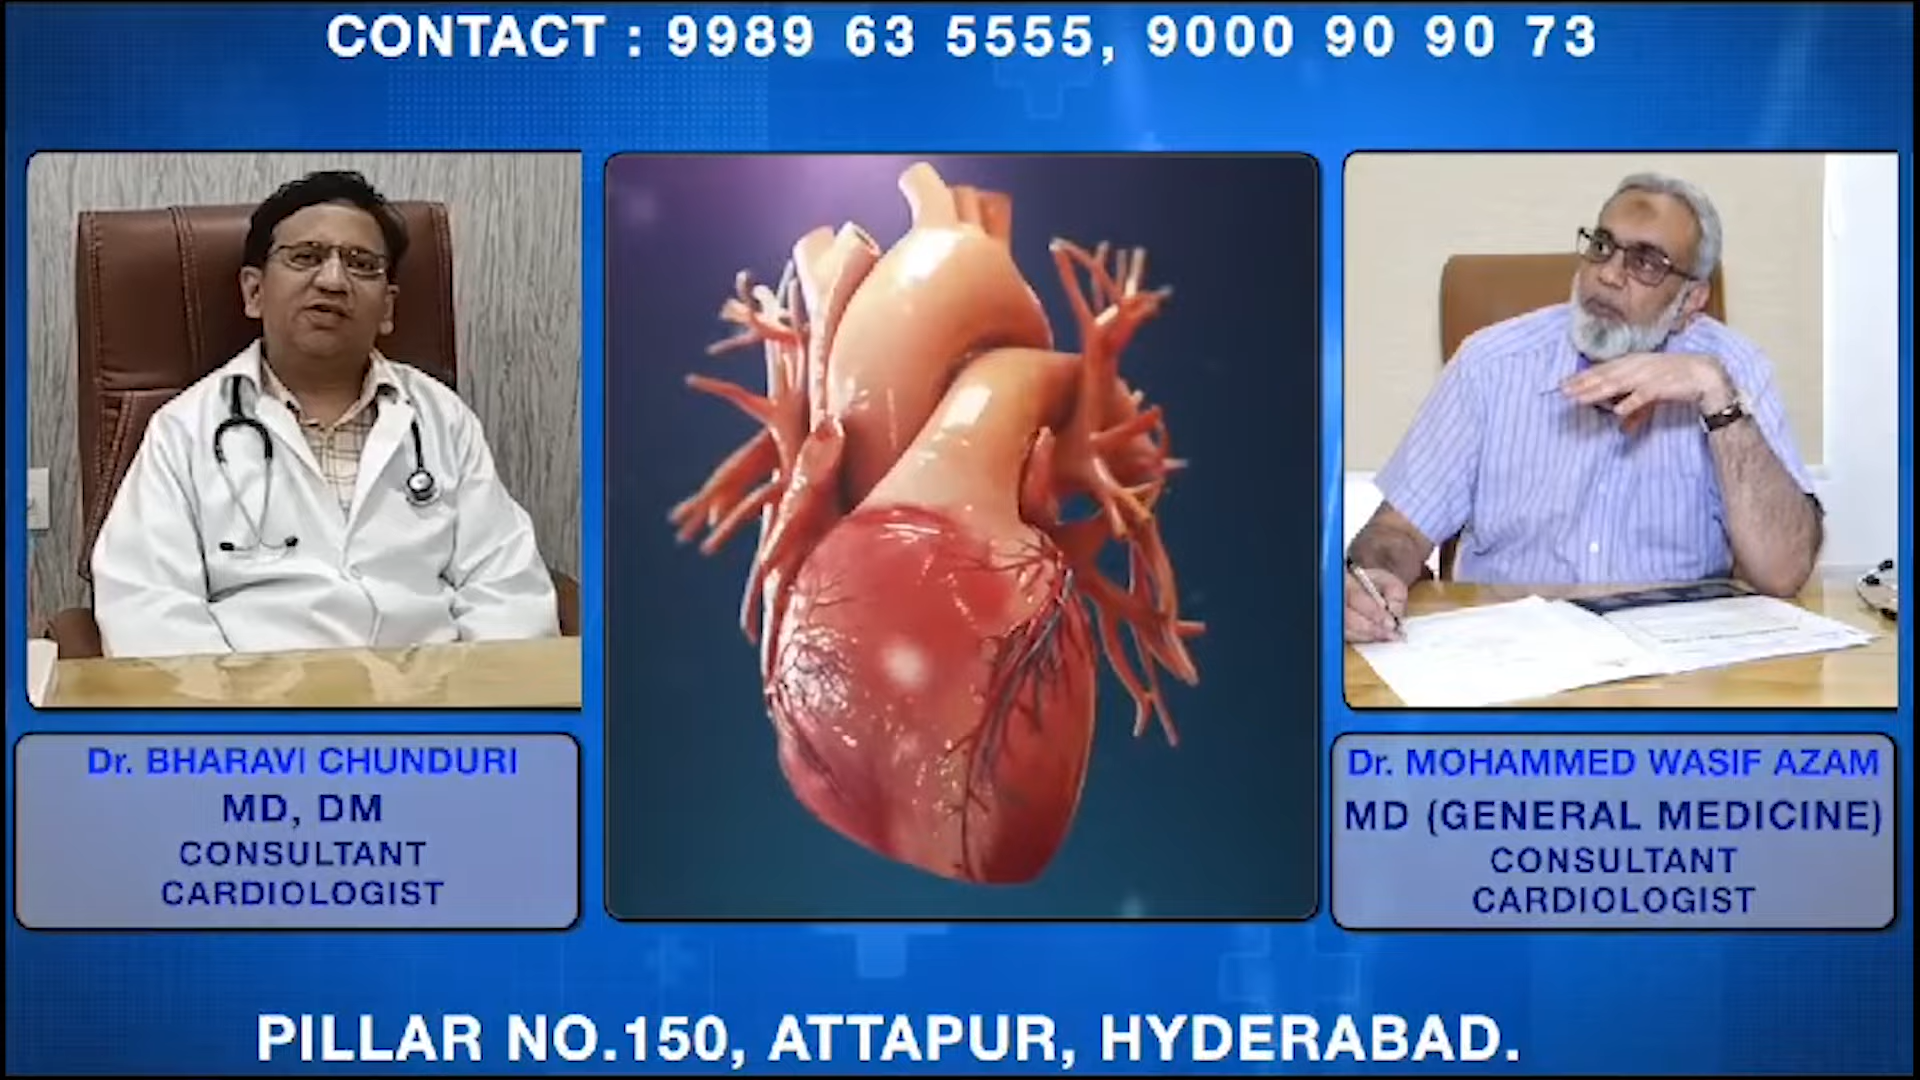 CONTACT : 9989 63 5555, 9000 90 90 73
Dr. BHARAVI CHUNDURI
MD, DM
CONSULTANT
CARDIOLOGIST
Dr. MOHAMMED WASIF AZAM
MD (GENERAL MEDICINE)
CONSULTANT
CARDIOLOGIST
PILLAR NO.150, ATTAPUR, HYDERABAD.